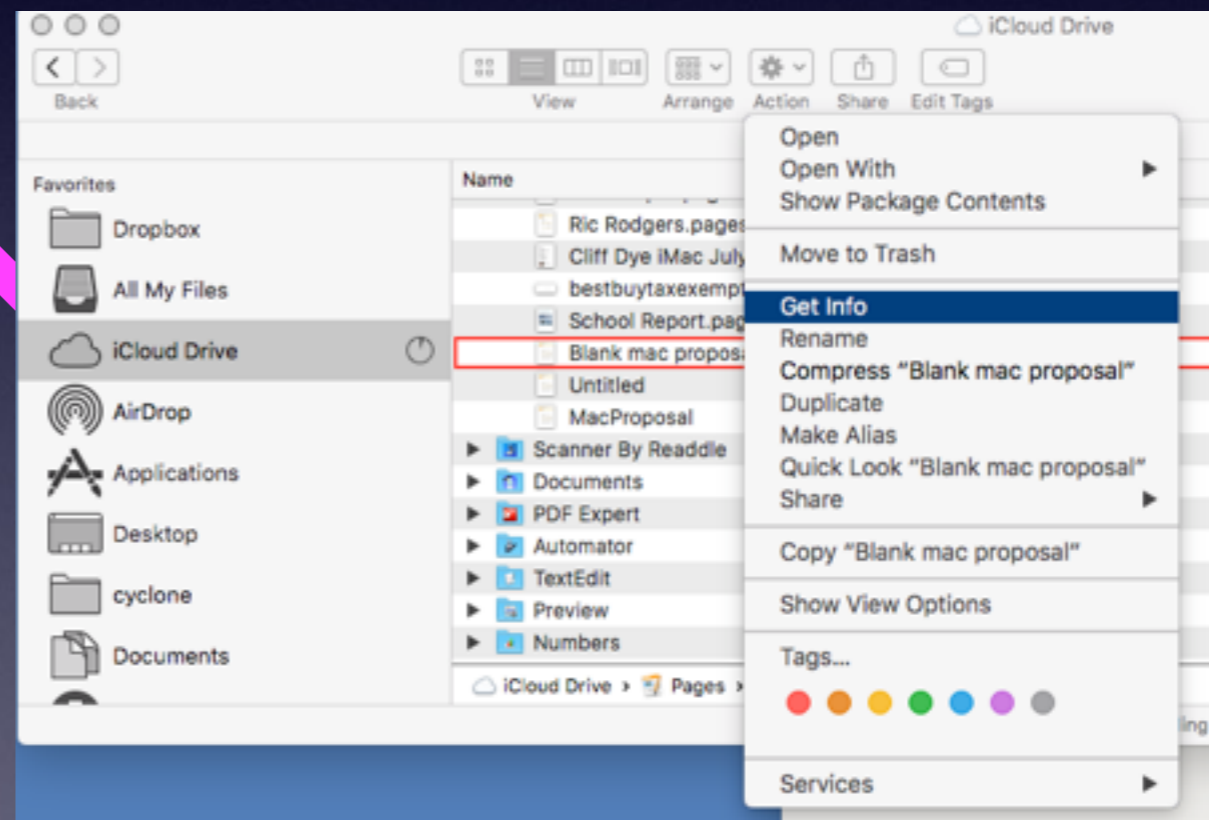 iCloud Drive
Back
View
Arrange
Action
Share
Edit Tags
Favorites
Dropbox
All My Files
iCloud Drive
AirDrop
Applications
Desktop
cyclone
Documents
Name
Ric Rodgers.pages
Cliff Dye iMac July
bestbuytaxexempt
School Report.pag
Blank mac proposa
Untitled
MacProposal
Scanner By Readdle
Documents
PDF Expert
Automator
TextEdit
Preview
Numbers
iCloud Drive › Pages ›
Open
Open With
Show Package Contents
Move to Trash
Get Info
Rename
Compress “Blank mac proposal”
Duplicate
Make Alias
Quick Look “Blank mac proposal”
Share
Copy “Blank mac proposal”
Show View Options
Tags...
Services
ing